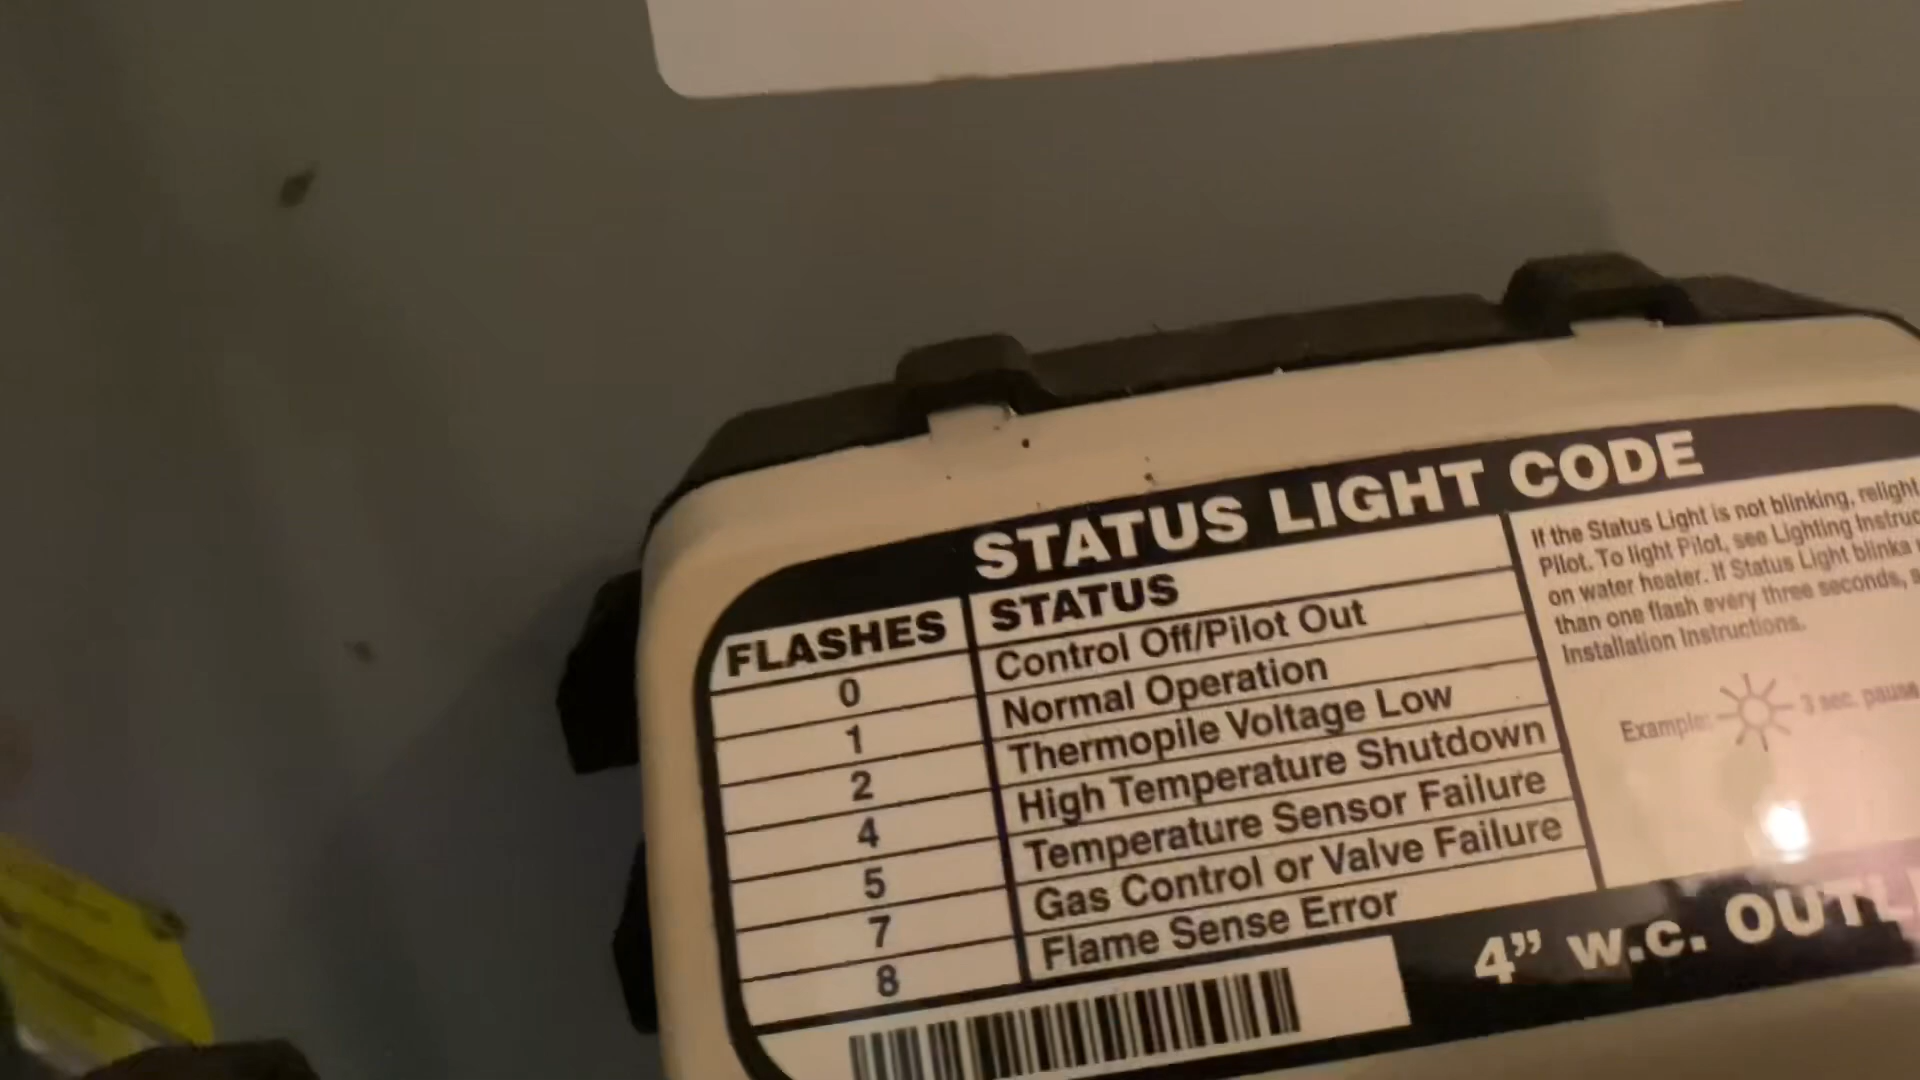 STATUS LIGHT CODE
FLASHES STATUS
0 Control Off/Pilot Out
1 Normal Operation
2 Thermopile Voltage Low
4 High Temperature Shutdown
5 Temperature Sensor Failure
7 Gas Control or Valve Failure
8 Flame Sense Error
If the Status Light is not blinking, relight
Pilot. To light Pilot, see Lighting
on water heater. If Status Light blinks
than one flash every three seconds,
Installation Instructions.
Example: 3 sec. pause
4" w.c.